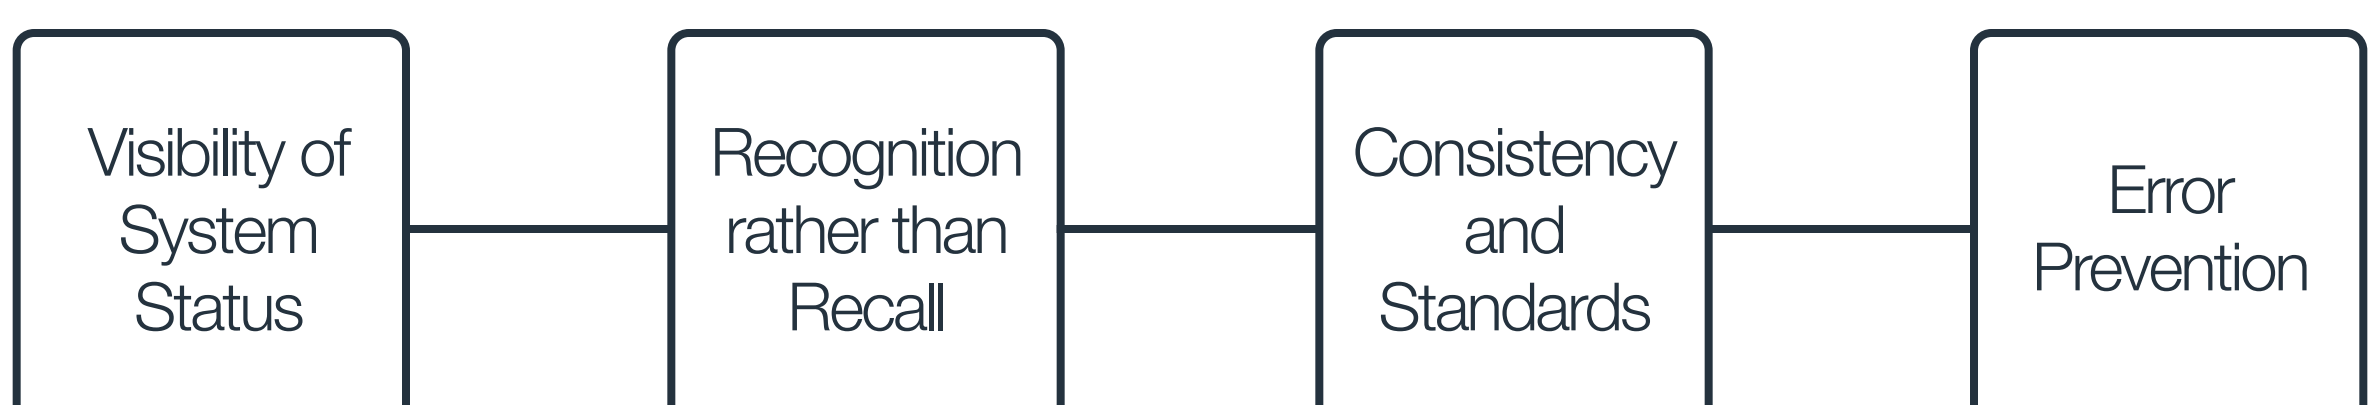 Visibility of
System
Status
Recognition
rather than
Recall
Consistency
and
Standards
Error
Prevention